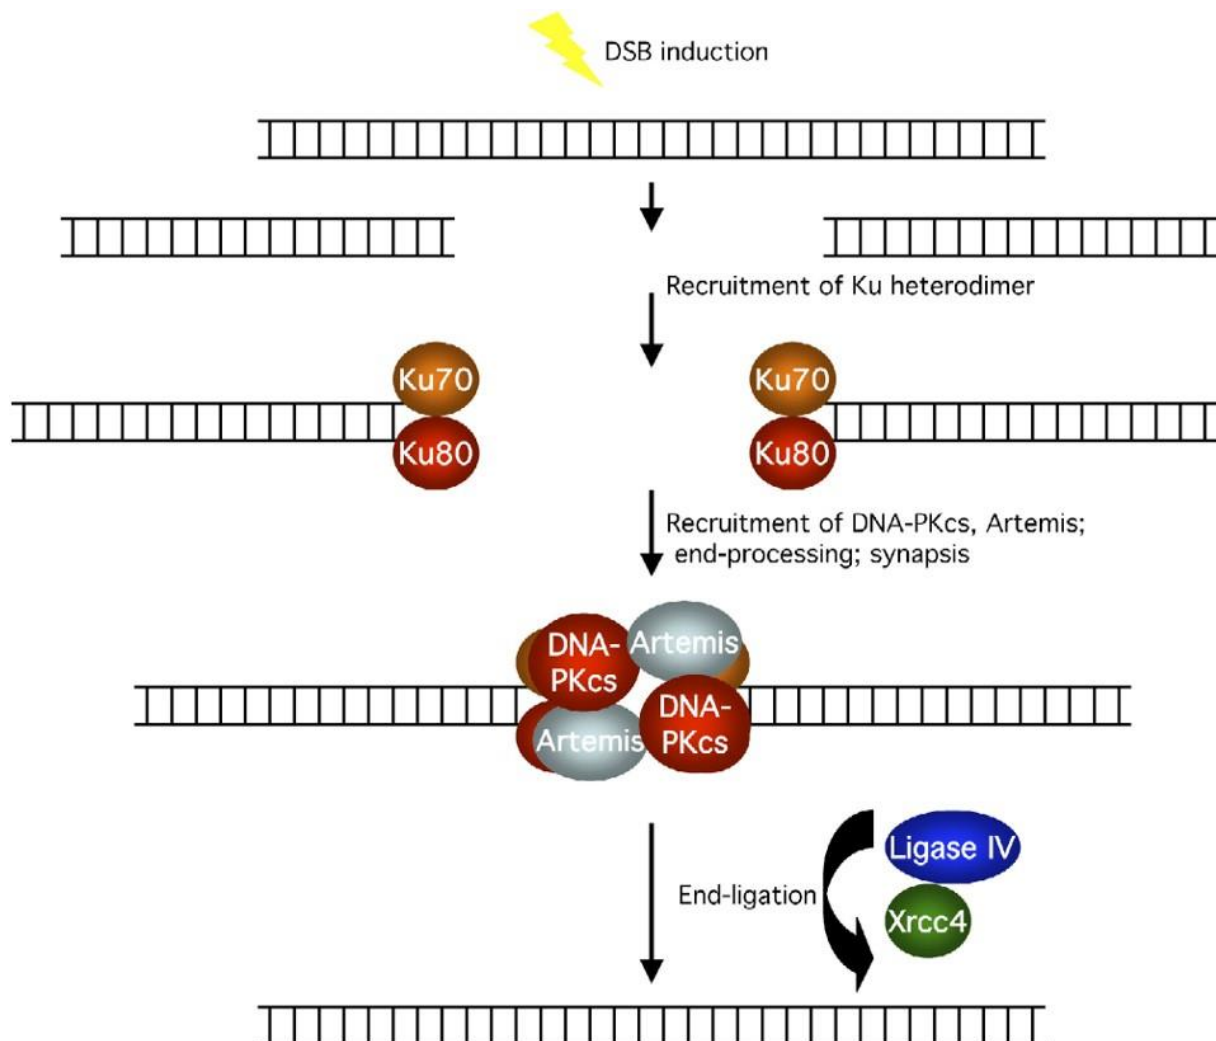 DSB induction
Recruitment of Ku heterodimer
Ku70
Ku70
Ku80
Ku80
Recruitment of DNA-PKcs, Artemis;
end-processing; synapsis
DNA-
PKcs
Artemis
Artemis
DNA-
PKcs
End-ligation
Ligase IV
Xrcc4